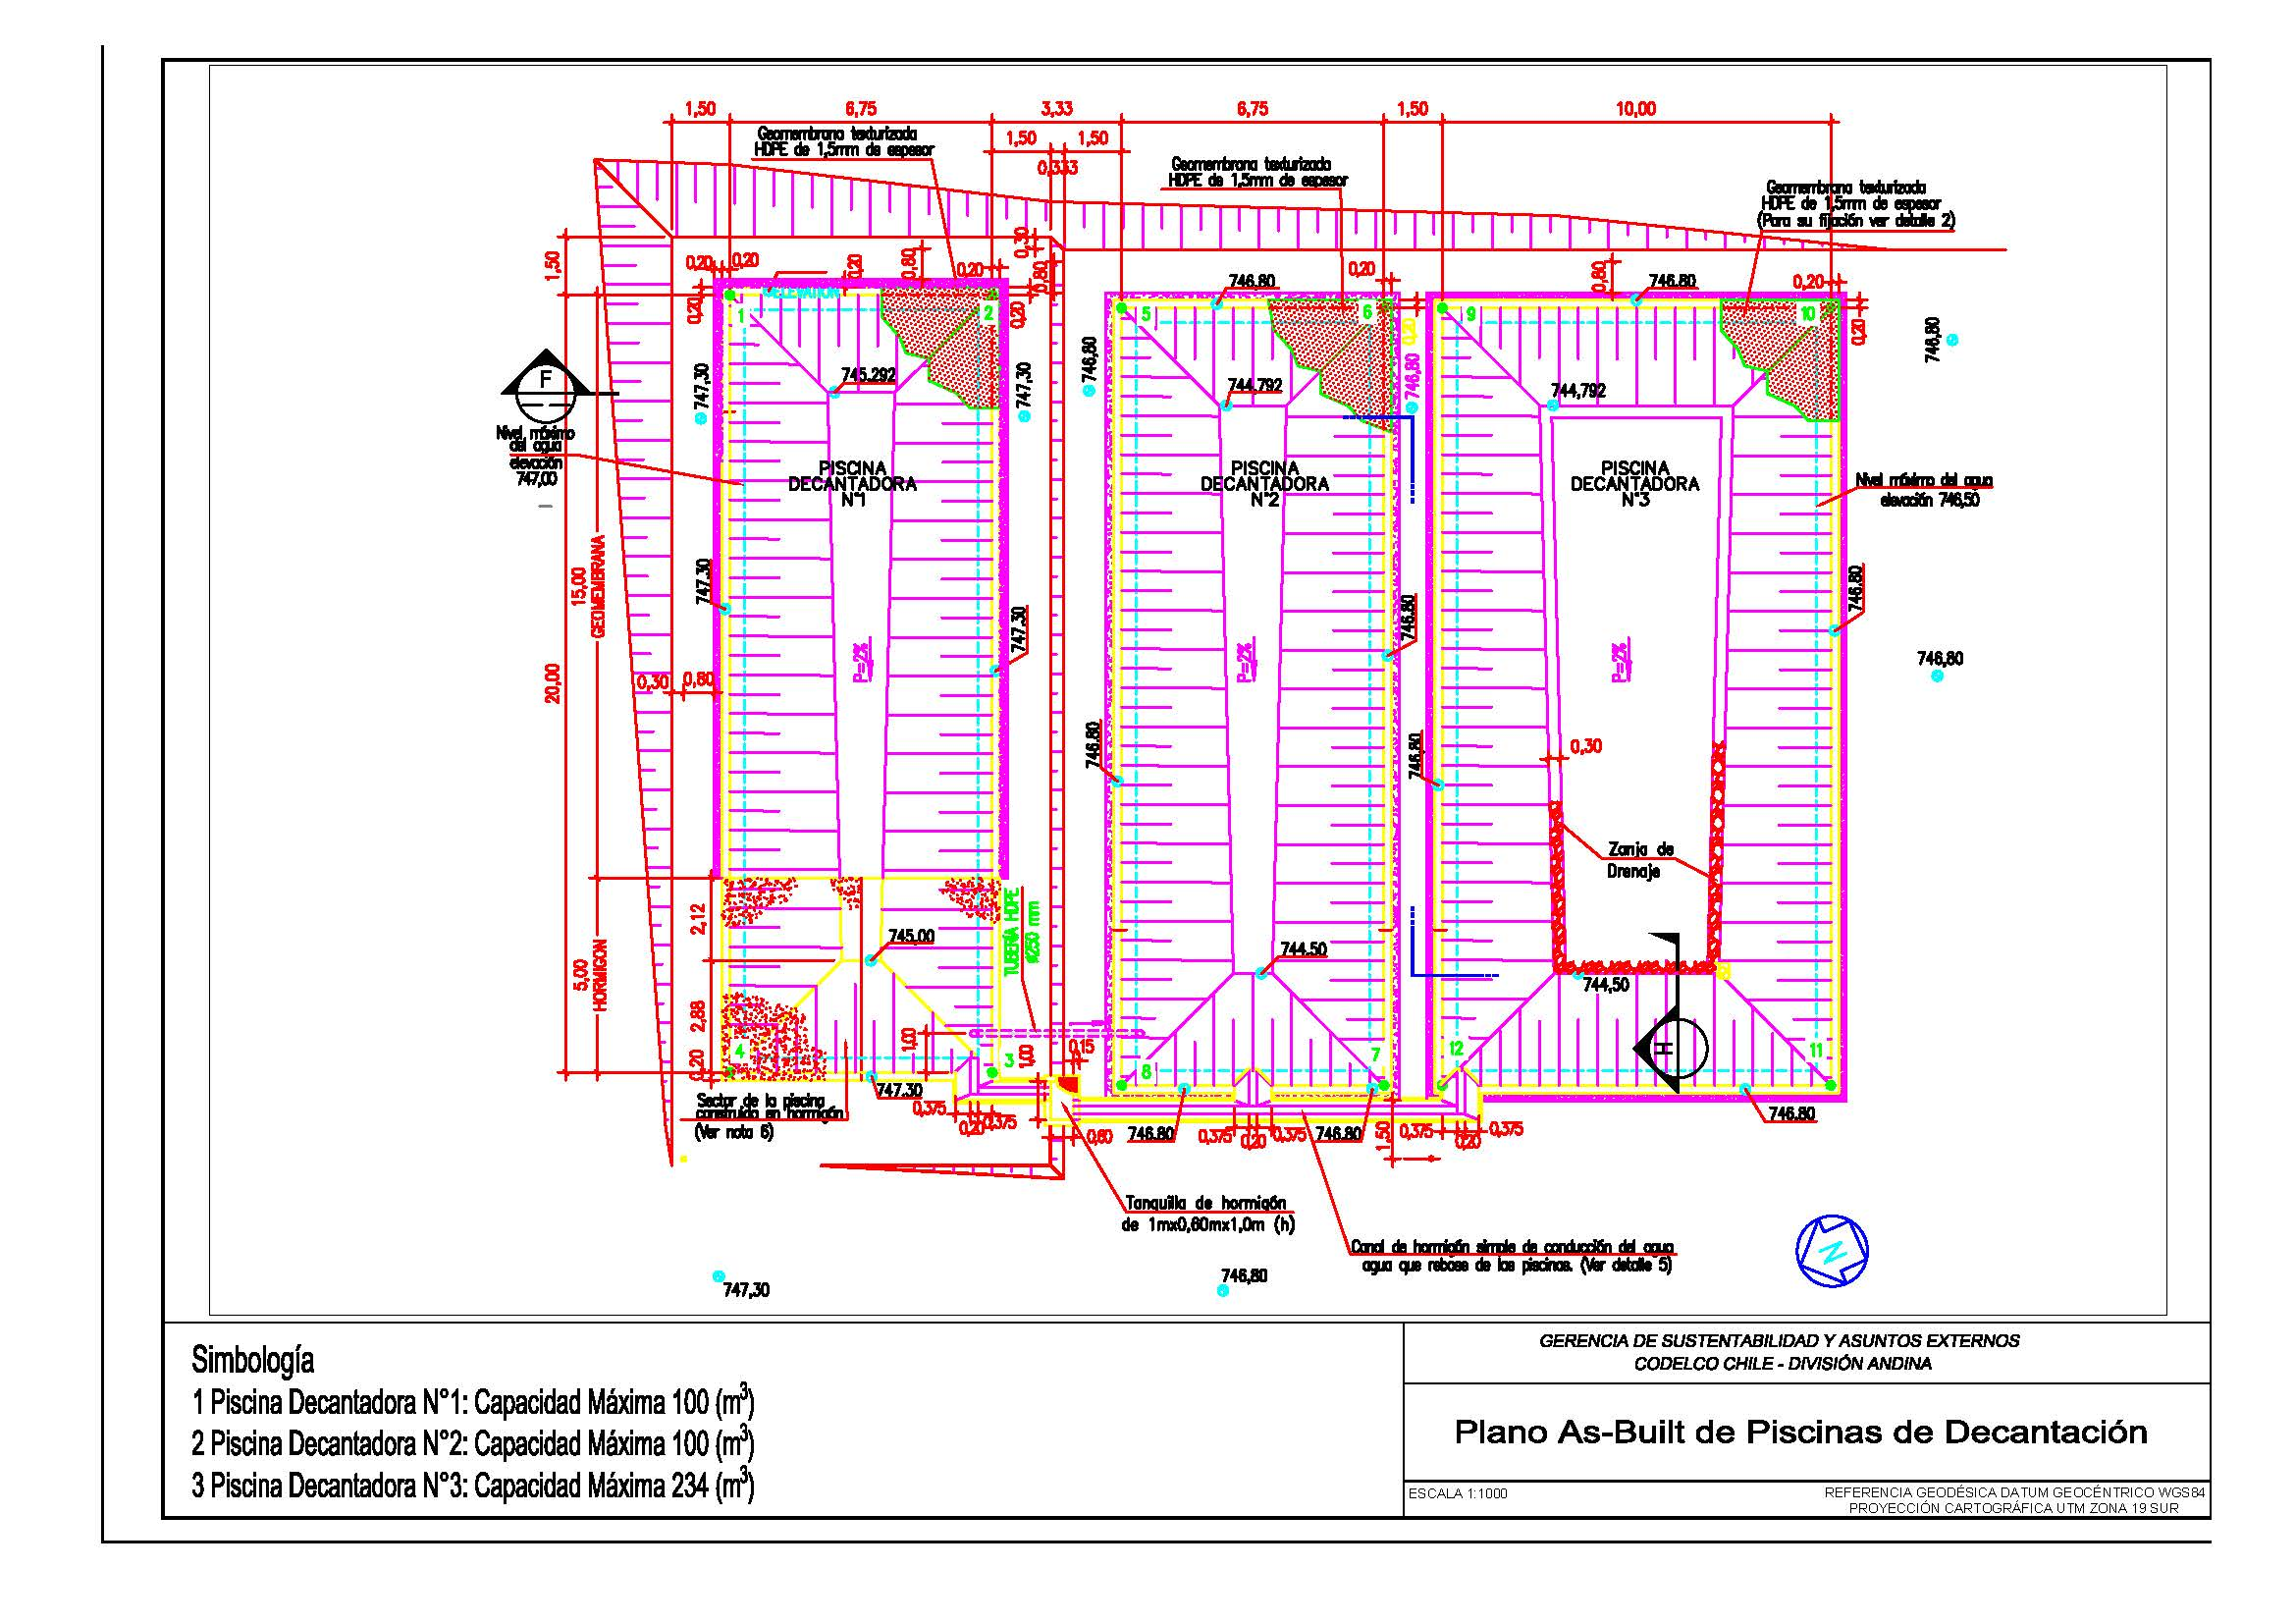 1,50 6,75 3,33 6,75 1,50 10,00
1,50 1,50
0,333
Geomembrana texturizada
HDPE de 1,5mm de espesor
Geomembrana texturizada
HDPE de 1,5mm de espesor
Geomembrana texturizada
HDPE de 1,5mm de espesor
(Para su fijación ver detalle 2)
1,50
0,20 0,20
0,20
0,80
0,20
0,30
0,80
0,20
0,80
0,20
0,20
0,20
0,20
0,20
746.80
746.80
1 2 5 6 9 10
F
Nivel máximo
del agua
elevación
747,00
747,30
747,30
746,80
746,80
746,80
745.292
744.792
744,792
PISCINA
DECANTADORA
N°1
PISCINA
DECANTADORA
N°2
PISCINA
DECANTADORA
N°3
Nivel máximo del agua
elevación 746,50
15,00
GEOMEMBRANA
20,00
747.30
747.30
746.80
746.80
746,80
0,30 0,80
P=2%
P=2%
P=2%
746.80
746.80
0,30
Zanja de
Drenaje
2,12
5,00
HORMIGON
2,88
0,20
745.00
744.50
744,50
TUBERÍA HDPE
Ø250 mm
1,00
1,00
0,15
4 3 8 7 12 11
H
747.30
Sector de la piscina
construida en hormigón
(Ver nota 6)
0,375 0,20 0,375
0,60
746.80
0,375 0,20 0,375
746.80
1,50
0,375 0,20 0,375
746.80
Tanquilla de hormigón
de 1mx0,60mx1,0m (h)
Canal de hormigón simple de conducción del agua
agua que rebose de las piscinas. (Ver detalle 5)
747,30
746,80
N
Simbología
1 Piscina Decantadora N°1: Capacidad Máxima 100 (m³)
2 Piscina Decantadora N°2: Capacidad Máxima 100 (m³)
3 Piscina Decantadora N°3: Capacidad Máxima 234 (m³)
GERENCIA DE SUSTENTABILIDAD Y ASUNTOS EXTERNOS
CODELCO CHILE - DIVISIÓN ANDINA
Plano As-Built de Piscinas de Decantación
ESCALA 1:1000
REFERENCIA GEODÉSICA DATUM GEOCÉNTRICO WGS84
PROYECCIÓN CARTOGRÁFICA UTM ZONA 19 SUR